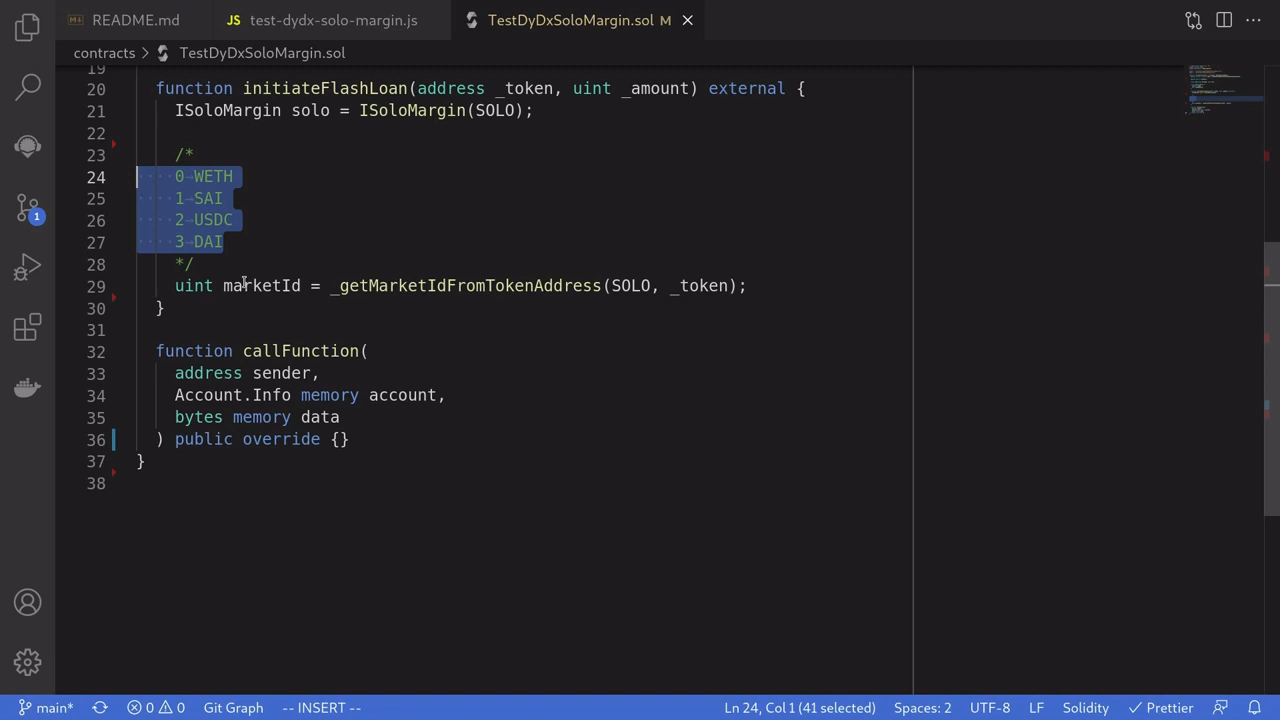 README.md JS test-dydx-solo-margin.js TestDyDxSoloMargin.sol M
contracts > TestDyDxSoloMargin.sol
19
20 function initiateFlashLoan(address _token, uint _amount) external {
21 ISoloMargin solo = ISoloMargin(SOLO);
22
23 /*
24 0 WETH
25 1 SAI
26 2 USDC
27 3 DAI
28 */
29 uint marketId = _getMarketIdFromTokenAddress(SOLO, _token);
30 }
31
32 function callFunction(
33 address sender,
34 Account.Info memory account,
35 bytes memory data
36 ) public override {}
37 }
38
1
main* 0 0 Git Graph -- INSERT -- Ln 24, Col 1 (41 selected) Spaces: 2 UTF-8 LF Solidity Prettier